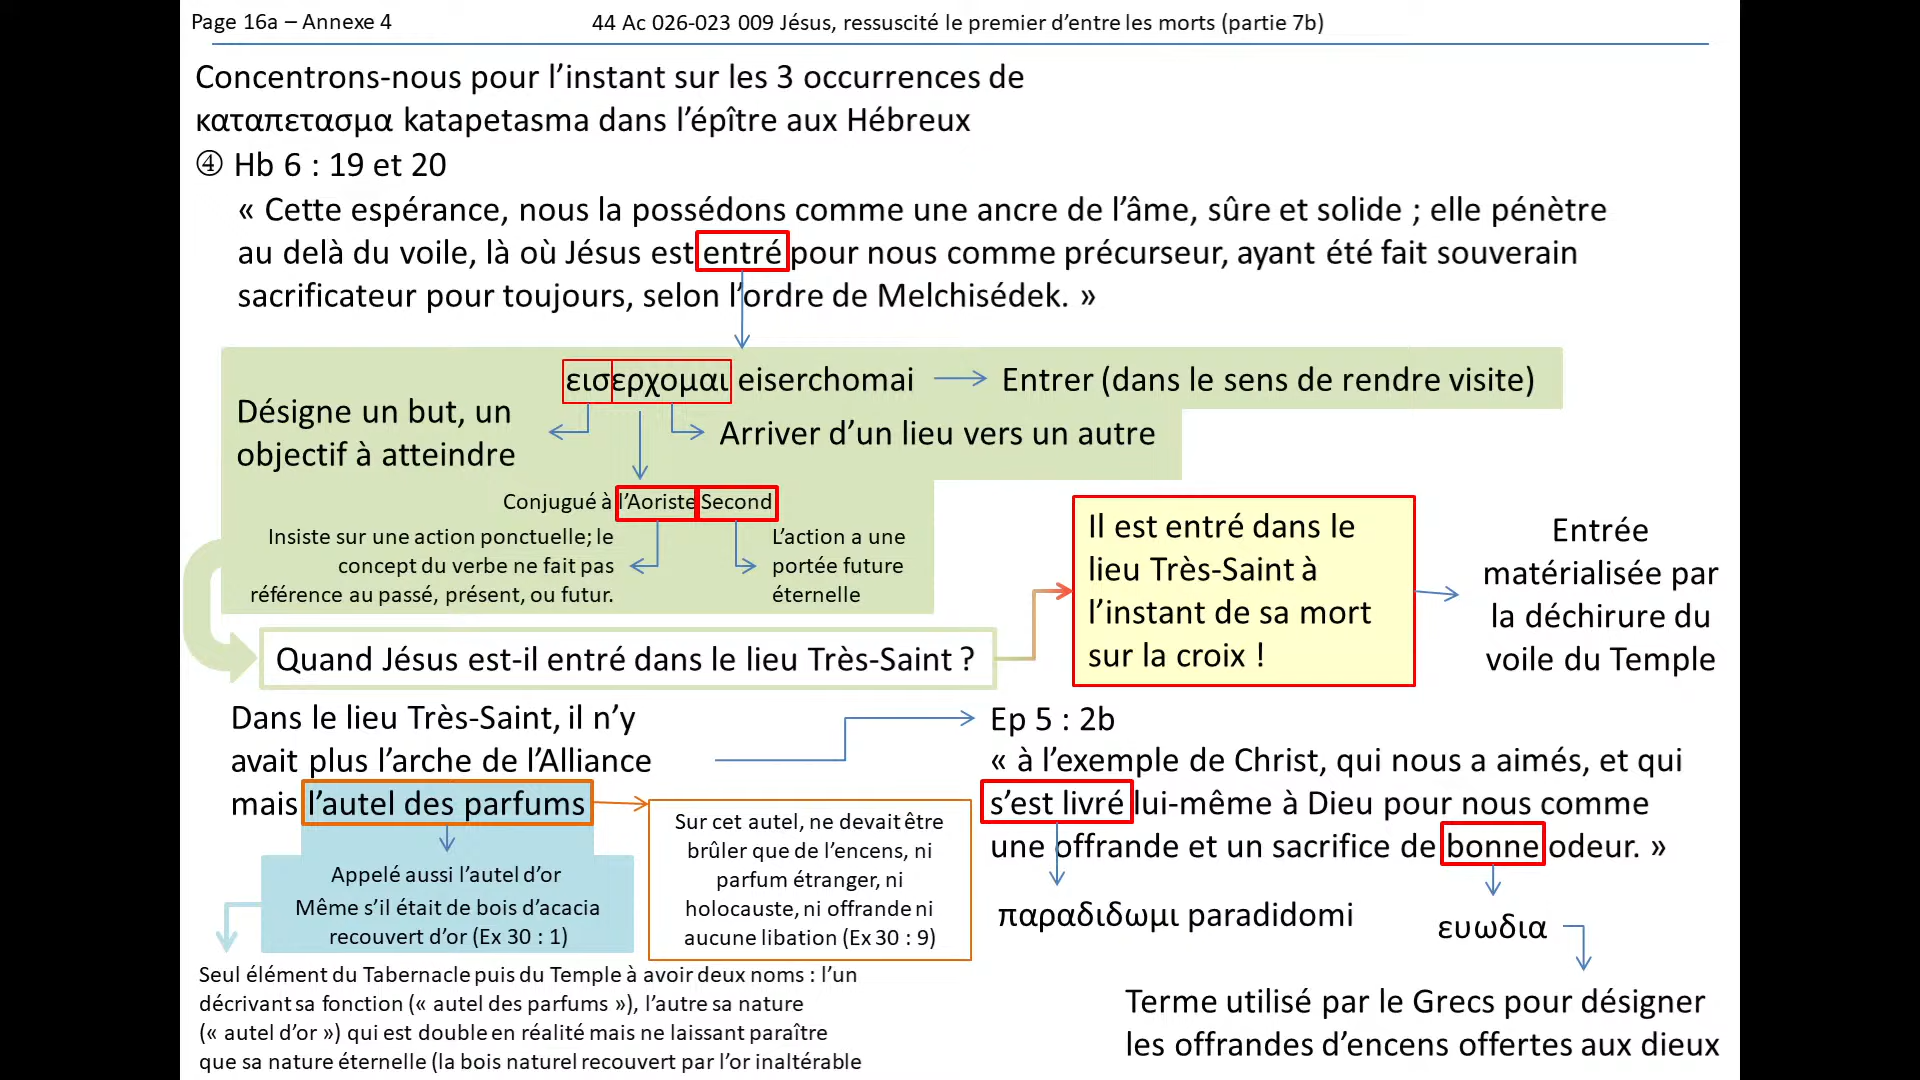 Page 16a – Annexe 4
44 Ac 026-023 009 Jésus, ressuscité le premier d’entre les morts (partie 7b)
Concentrons-nous pour l’instant sur les 3 occurrences de
καταπετασμα katapetasma dans l’épître aux Hébreux
④ Hb 6 : 19 et 20
« Cette espérance, nous la possédons comme une ancre de l’âme, sûre et solide ; elle pénètre
au delà du voile, là où Jésus est entré pour nous comme précurseur, ayant été fait souverain
sacrificateur pour toujours, selon l’ordre de Melchisédek. »
εισερχομαι eiserchomai
Entrer (dans le sens de rendre visite)
Désigne un but, un
objectif à atteindre
Arriver d’un lieu vers un autre
Conjugué à l’Aoriste Second
Insiste sur une action ponctuelle; le
concept du verbe ne fait pas
référence au passé, présent, ou futur.
L’action a une
portée future
éternelle
Quand Jésus est-il entré dans le lieu Très-Saint ?
Il est entré dans le
lieu Très-Saint à
l’instant de sa mort
sur la croix !
Entrée
matérialisée par
la déchirure du
voile du Temple
Dans le lieu Très-Saint, il n’y
avait plus l’arche de l’Alliance
mais l’autel des parfums
Appelé aussi l’autel d’or
Même s’il était de bois d’acacia
recouvert d’or (Ex 30 : 1)
Sur cet autel, ne devait être
brûler que de l’encens, ni
parfum étranger, ni
holocauste, ni offrande ni
aucune libation (Ex 30 : 9)
Seul élément du Tabernacle puis du Temple à avoir deux noms : l’un
décrivant sa fonction (« autel des parfums »), l’autre sa nature
(« autel d’or ») qui est double en réalité mais ne laissant paraître
que sa nature éternelle (la bois naturel recouvert par l’or inaltérable
Ep 5 : 2b
« à l’exemple de Christ, qui nous a aimés, et qui
s’est livré lui-même à Dieu pour nous comme
une offrande et un sacrifice de bonne odeur. »
παραδιδωμι paradidomi
ευωδια
Terme utilisé par le Grecs pour désigner
les offrandes d’encens offertes aux dieux